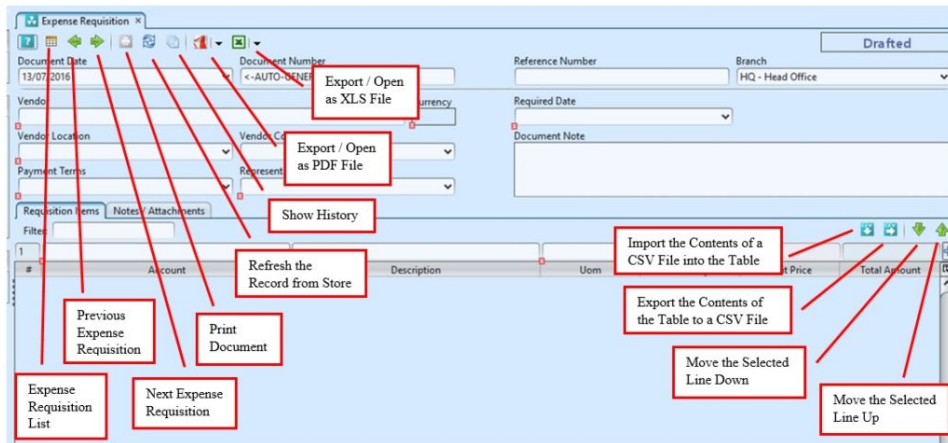 Expense Requisition
Drafted
Document Date
Document Number
Reference Number
Branch
13/07/2016
<-AUTO-GENER
HQ - Head Office
Export / Open
as XLS File
Vendor
urrency
Required Date
Vendor Location
Vendor Co
Document Note
Export / Open
as PDF File
Payment Terms
Represent
Show History
Requisition Items
Notes / Attachments
Filter
1
Import the Contents of a
CSV File into the Table
#
Account
Description
Uom
t Price
Total Amount
Refresh the
Record from Store
Export the Contents of
the Table to a CSV File
Previous
Expense
Requisition
Print
Document
Move the Selected
Line Down
Expense
Requisition
List
Next Expense
Requisition
Move the Selected
Line Up